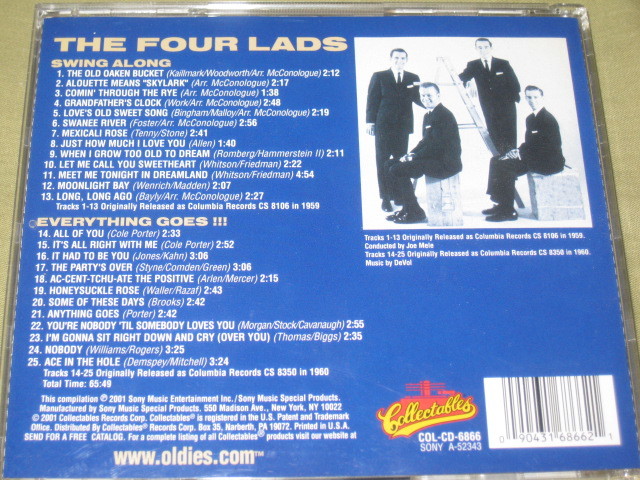 THE FOUR LADS
SWING ALONG
1. THE OLD OAKEN BUCKET (Kaillmark/Woodworth/Arr. McConologue) 2:12
2. ALOUETTE MEANS "SKYLARK" (Arr. McConologue) 2:17
3. COMIN' THROUGH THE RYE (Arr. McConologue) 1:38
4. GRANDFATHER'S CLOCK (Work/Arr. McConologue) 2:48
5. LOVE'S OLD SWEET SONG (Bingham/Malloy/Arr. McConologue) 2:19
6. SWANEE RIVER (Foster/Arr. McConologue) 2:56
7. MEXICALI ROSE (Tenny/Stone) 2:41
8. JUST HOW MUCH I LOVE YOU (Allen) 1:40
9. WHEN I GROW TOO OLD TO DREAM (Romberg/Hammerstein II) 2:11
10. LET ME CALL YOU SWEETHEART (Whitson/Friedman) 2:22
11. MEET ME TONIGHT IN DREAMLAND (Whitson/Friedman) 4:54
12. MOONLIGHT BAY (Wenrich/Madden) 2:07
13. LONG, LONG AGO (Bayly/Arr. McConologue) 2:27
Tracks 1-13 Originally Released as Columbia Records CS 8106 in 1959
EVERYTHING GOES !!!
14. ALL OF YOU (Cole Porter) 2:33
15. IT'S ALL RIGHT WITH ME (Cole Porter) 2:52
16. IT HAD TO BE YOU (Jones/Kahn) 3:06
17. THE PARTY'S OVER (Styne/Comden/Green) 3:06
18. AC-CENT-TCHU-ATE THE POSITIVE (Arlen/Mercer) 2:15
19. HONEYSUCKLE ROSE (Waller/Razaf) 2:43
20. SOME OF THESE DAYS (Brooks) 2:42
21. ANYTHING GOES (Porter) 2:42
22. YOU'RE NOBODY 'TIL SOMEBODY LOVES YOU (Morgan/Stock/Cavanaugh) 2:55
23. I'M GONNA SIT RIGHT DOWN AND CRY (OVER YOU) (Thomas/Biggs) 2:35
24. NOBODY (Williams/Rogers) 3:25
25. ACE IN THE HOLE (Demspey/Mitchell) 3:24
Tracks 14-25 Originally Released as Columbia Records CS 8350 in 1960
Total Time: 65:49
Tracks 1-13 Originally Released as Columbia Records CS 8106 in 1959.
Conducted by Joe Mele
Tracks 14-25 Originally Released as Columbia Records CS 8350 in 1960.
Music by DeVol
This compilation ℗ 2001 Sony Music Entertainment Inc./Sony Music Special Products.
Manufactured by Sony Music Special Products. 550 Madison Ave., New York, NY 10022
© 2001 Collectables Records Corp. Collectables® is registered in the U.S. Patent and Trademark
Office. Distributed By Collectables® Record Corp. Box 35, Narberth, PA 19072. Printed in U.S.A.
SEND FOR A FREE CATALOG. For a complete listing of all Collectables® products visit our website at
www.oldies.com™
Collectables
COL-CD-6866
SONY A-52343
0 90431 68662 1